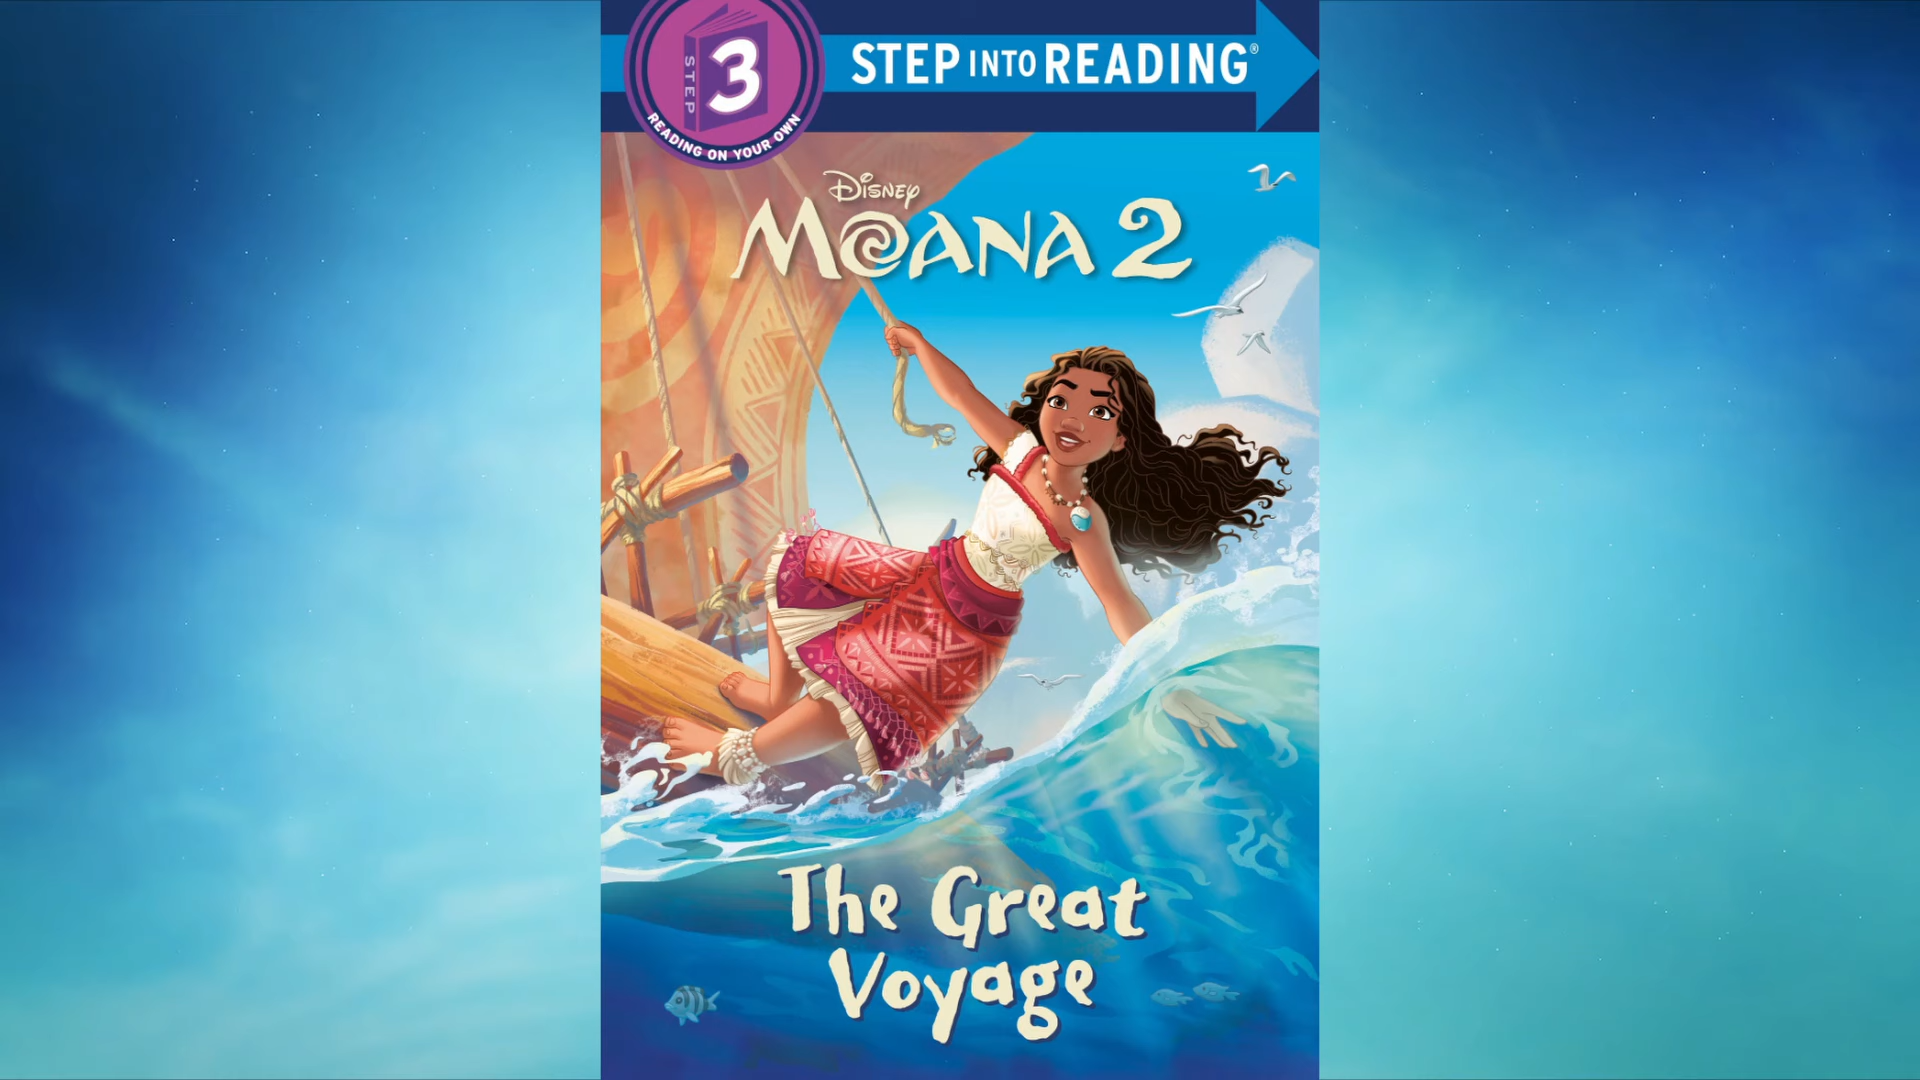 STEP 3
READING ON YOUR OWN
STEP INTO READING®
Disney
MOANA 2
The Great
Voyage